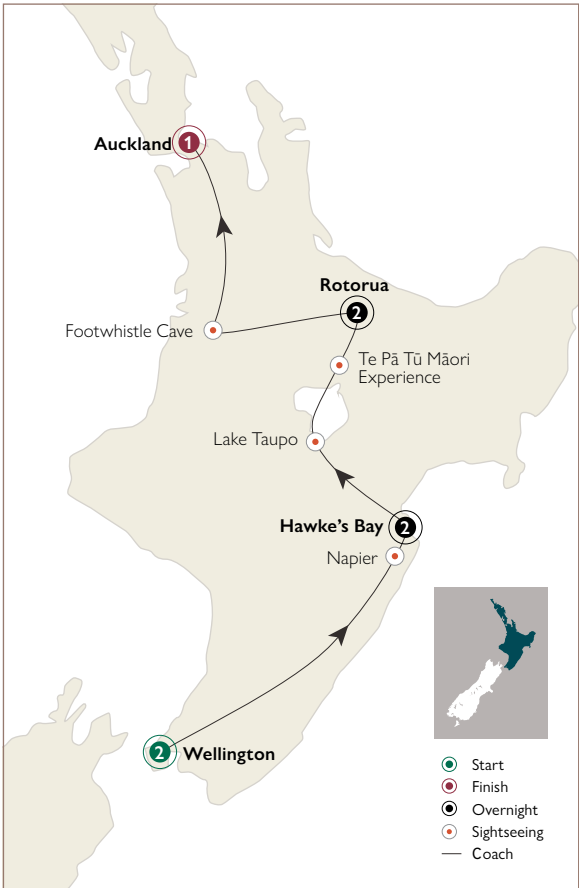 Auckland
1
Rotorua
2
Footwhistle Cave
Te Pā Tū Māori
Experience
Lake Taupo
Hawke's Bay
2
Napier
2
Wellington
Start
Finish
Overnight
Sightseeing
Coach